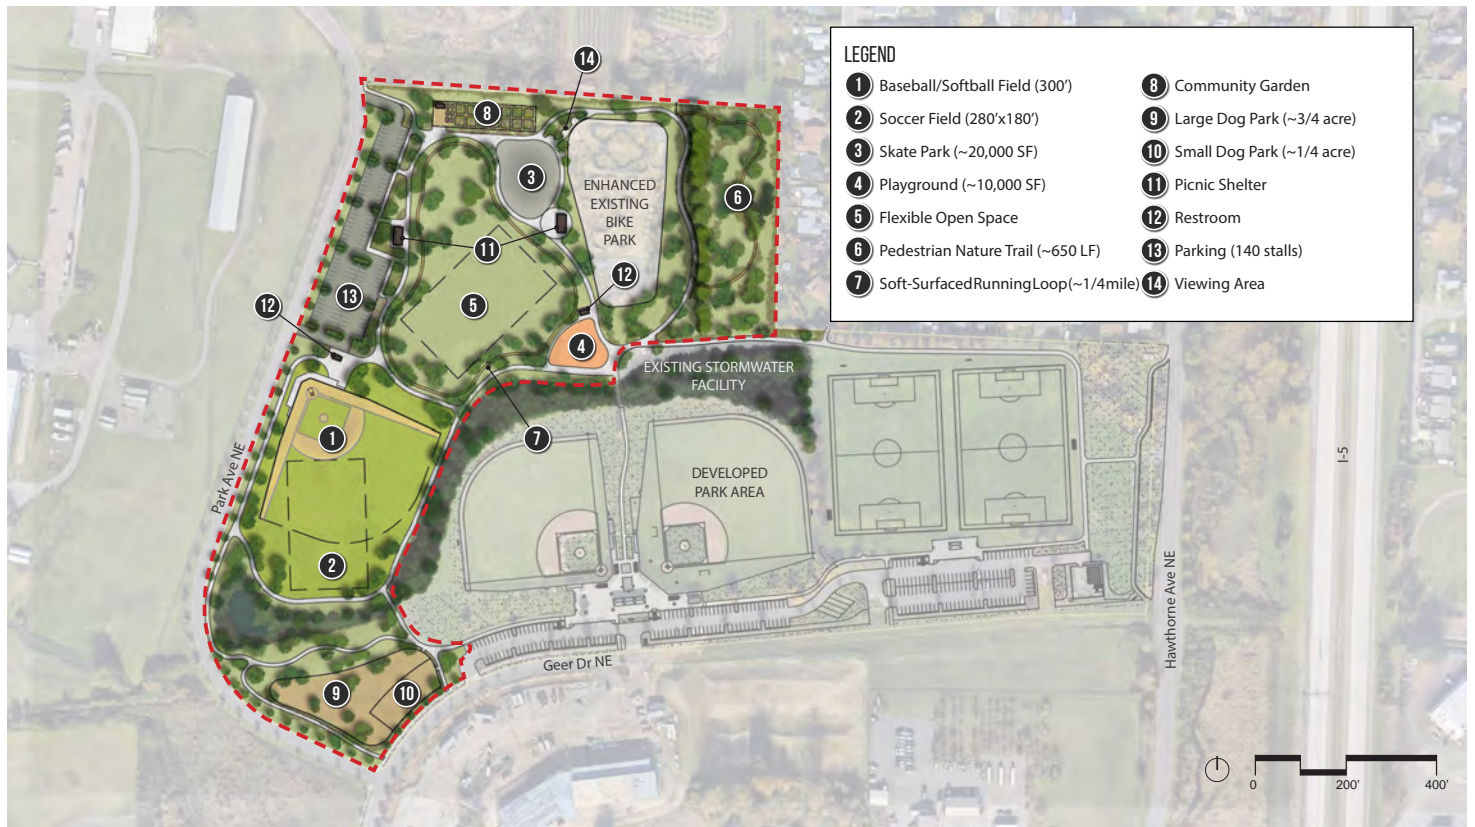 LEGEND
1 Baseball/Softball Field (300')
2 Soccer Field (280'x180')
3 Skate Park (~20,000 SF)
4 Playground (~10,000 SF)
5 Flexible Open Space
6 Pedestrian Nature Trail (~650 LF)
7 Soft-Surfaced Running Loop (~1/4 mile)
8 Community Garden
9 Large Dog Park (~3/4 acre)
10 Small Dog Park (~1/4 acre)
11 Picnic Shelter
12 Restroom
13 Parking (140 stalls)
14 Viewing Area
14
8
3
ENHANCED
EXISTING
BIKE
PARK
6
11
12
13
12
5
4
EXISTING STORMWATER
FACILITY
7
1
2
DEVELOPED
PARK AREA
Park Ave NE
I-5
Hawthorne Ave NE
Geer Dr NE
9
10
0
200'
400'